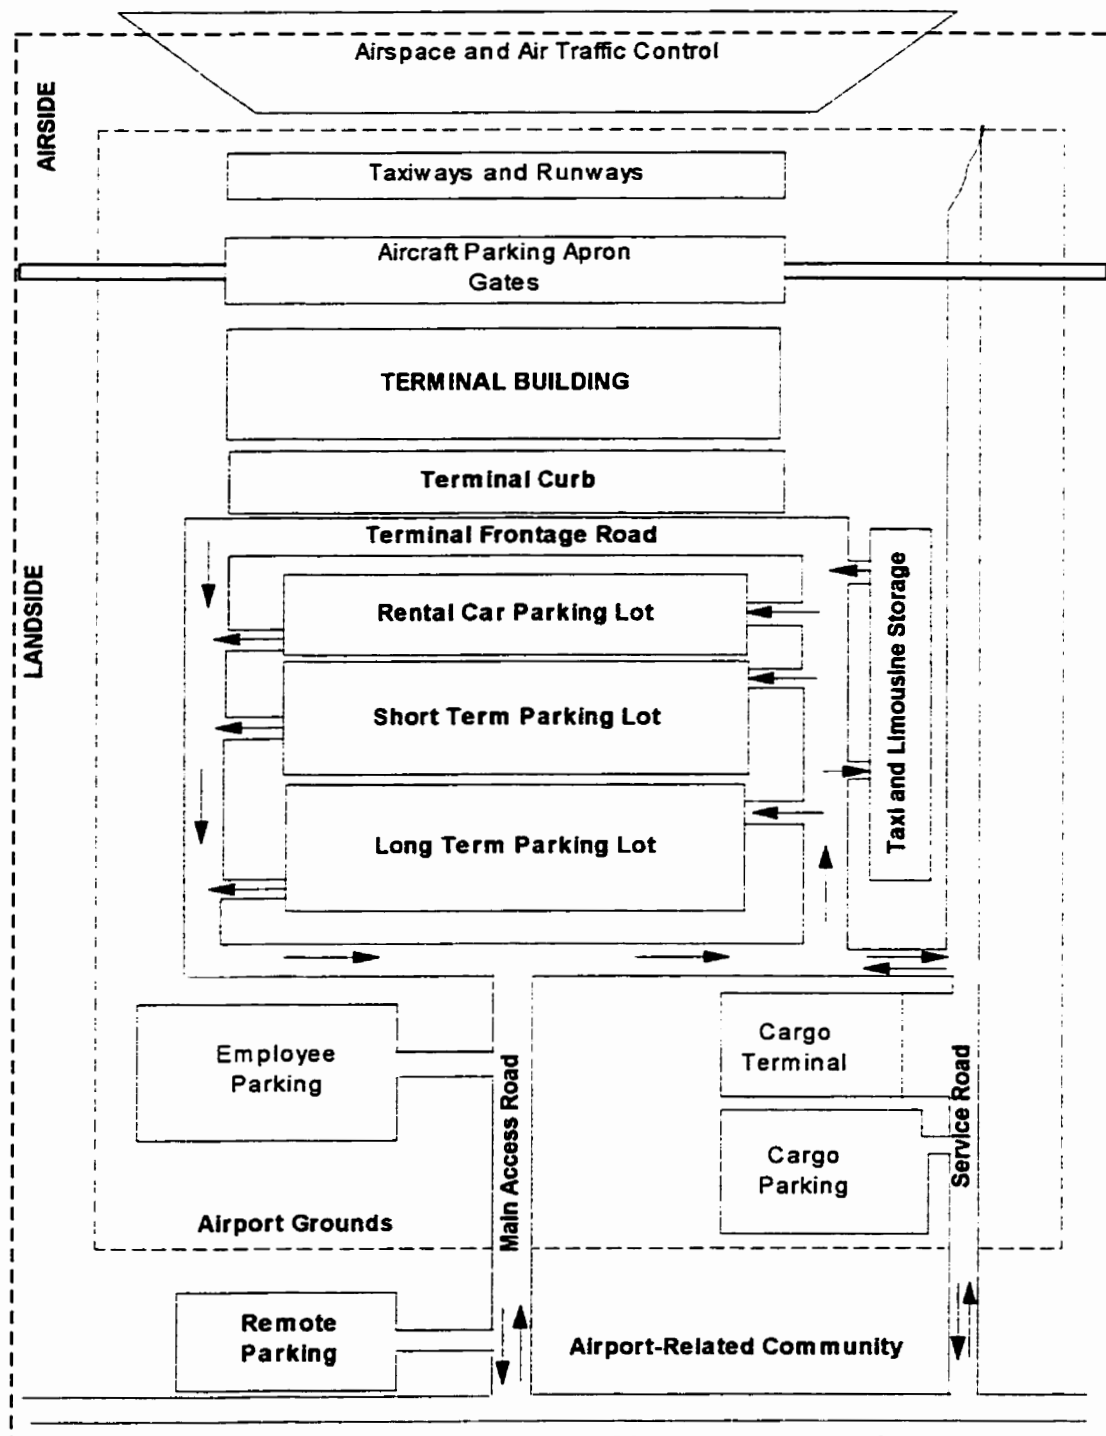 Airspace and Air Traffic Control
AIRSIDE
Taxiways and Runways
Aircraft Parking Apron
Gates
TERMINAL BUILDING
Terminal Curb
Terminal Frontage Road
LANDSIDE
Rental Car Parking Lot
Short Term Parking Lot
Long Term Parking Lot
Taxi and Limousine Storage
Employee
Parking
Main Access Road
Cargo
Terminal
Service Road
Cargo
Parking
Airport Grounds
Remote
Parking
Airport-Related Community